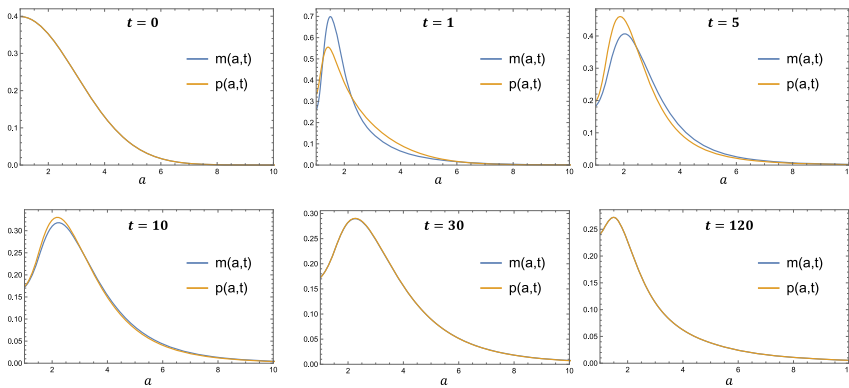 t = 0
m(a,t)
p(a,t)
0.4
0.3
0.2
0.1
0.0
2 4 6 8 10
a
t = 1
m(a,t)
p(a,t)
0.7
0.6
0.5
0.4
0.3
0.2
0.1
0.0
2 4 6 8 10
a
t = 5
m(a,t)
p(a,t)
0.4
0.3
0.2
0.1
0.0
2 4 6 8 1
a
t = 10
m(a,t)
p(a,t)
0.30
0.25
0.20
0.15
0.10
0.05
0.00
2 4 6 8 10
a
t = 30
m(a,t)
p(a,t)
0.30
0.25
0.20
0.15
0.10
0.05
0.00
2 4 6 8 10
a
t = 120
m(a,t)
p(a,t)
0.25
0.20
0.15
0.10
0.05
0.00
2 4 6 8 10
a